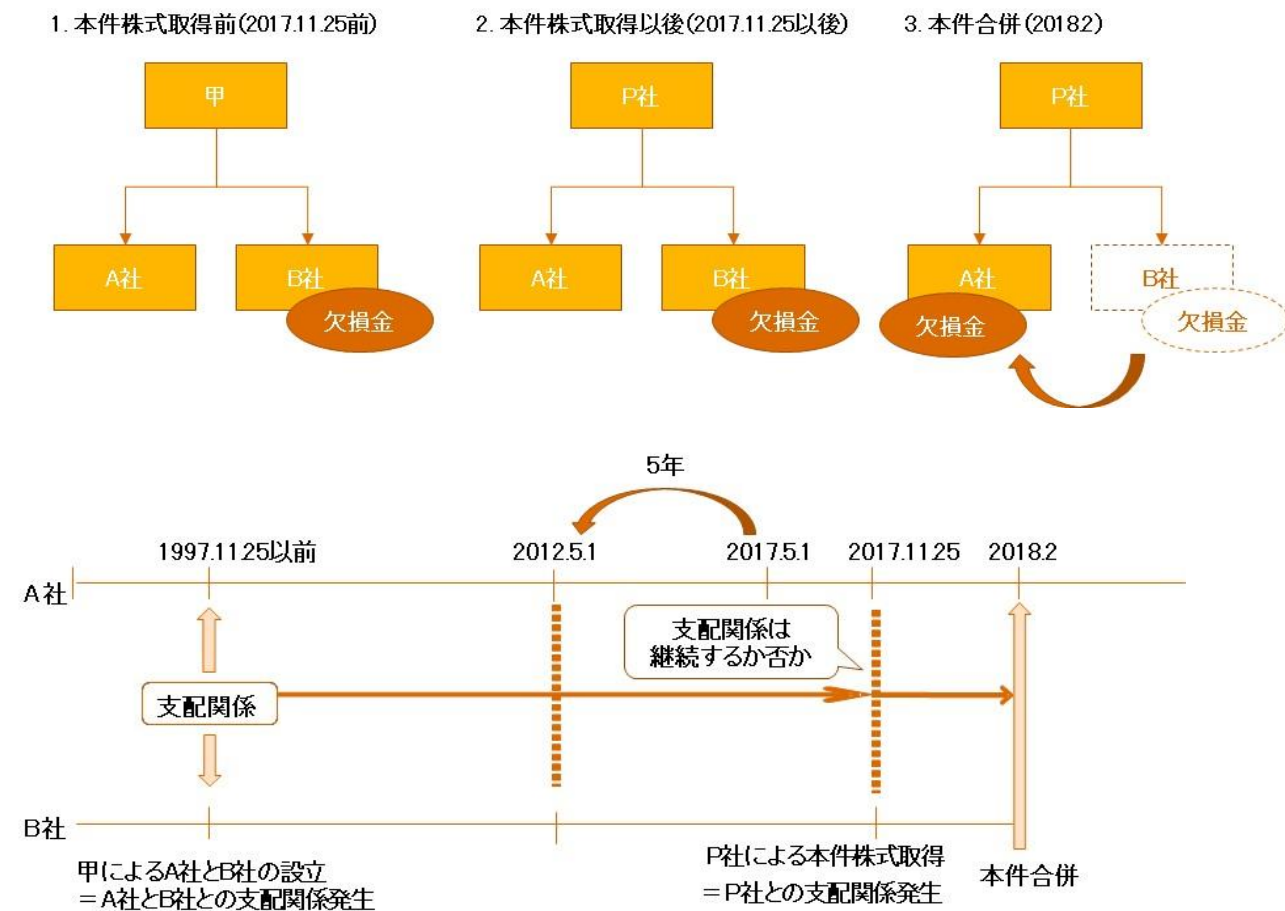 1. 本件株式取得前(2017.11.25前)
2. 本件株式取得以後(2017.11.25以後)
3. 本件合併(2018.2)
甲
P社
P社
A社
B社
欠損金
A社
B社
欠損金
A社
欠損金
B社
欠損金
5年
1997.11.25以前
2012.5.1
2017.5.1
2017.11.25
2018.2
A社
支配関係は
継続するか否か
支配関係
B社
甲によるA社とB社の設立
=A社とB社との支配関係発生
P社による本件株式取得
=P社との支配関係発生
本件合併